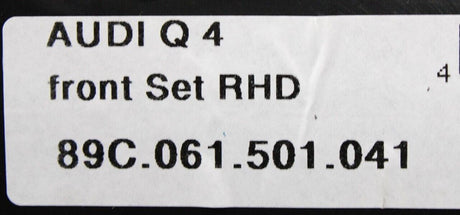 AUDI Q 4
front Set RHD
4
89C.061.501.041